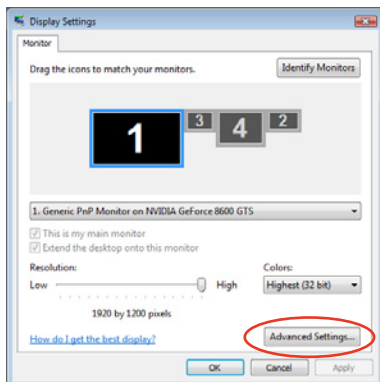 Display Settings
Monitor
Drag the icons to match your monitors.
Identify Monitors
1
3
4
2
1. Generic PnP Monitor on NVIDIA GeForce 8600 GTS
This is my main monitor
Extend the desktop onto this monitor
Resolution:
Colors:
Low
High
Highest (32 bit)
1920 by 1200 pixels
How do I get the best display?
Advanced Settings...
OK
Cancel
Apply